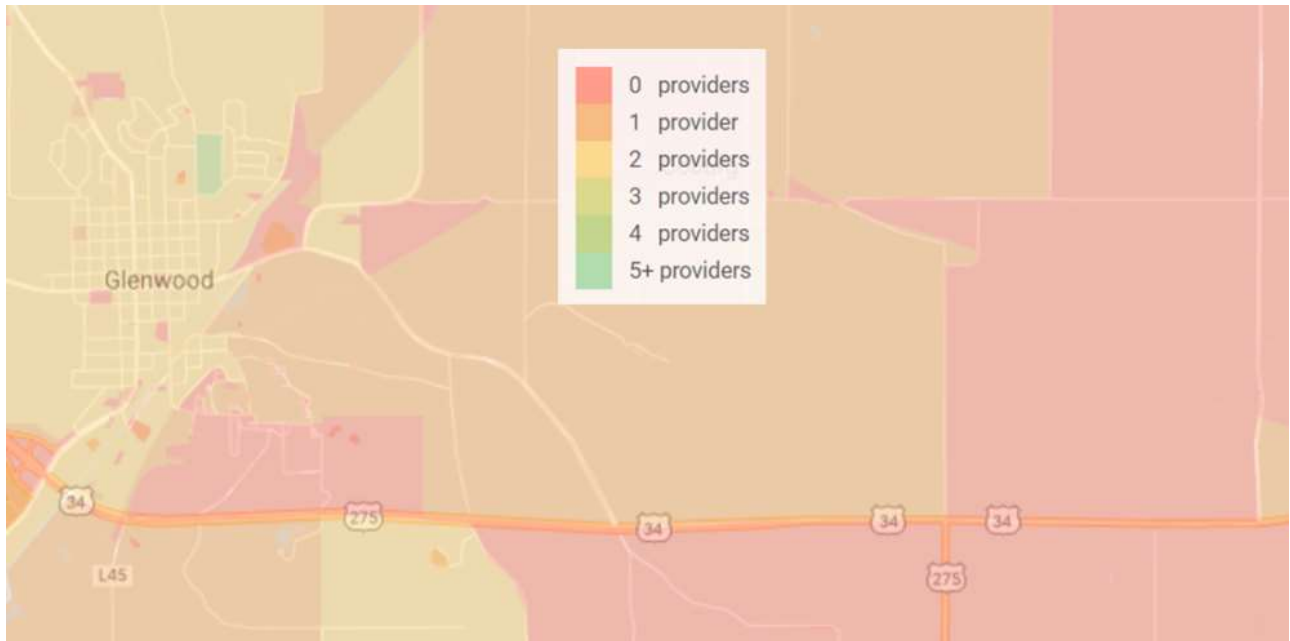 0 providers
1 provider
2 providers
3 providers
4 providers
5+ providers
Glenwood
34
275
34
34
34
L45
275